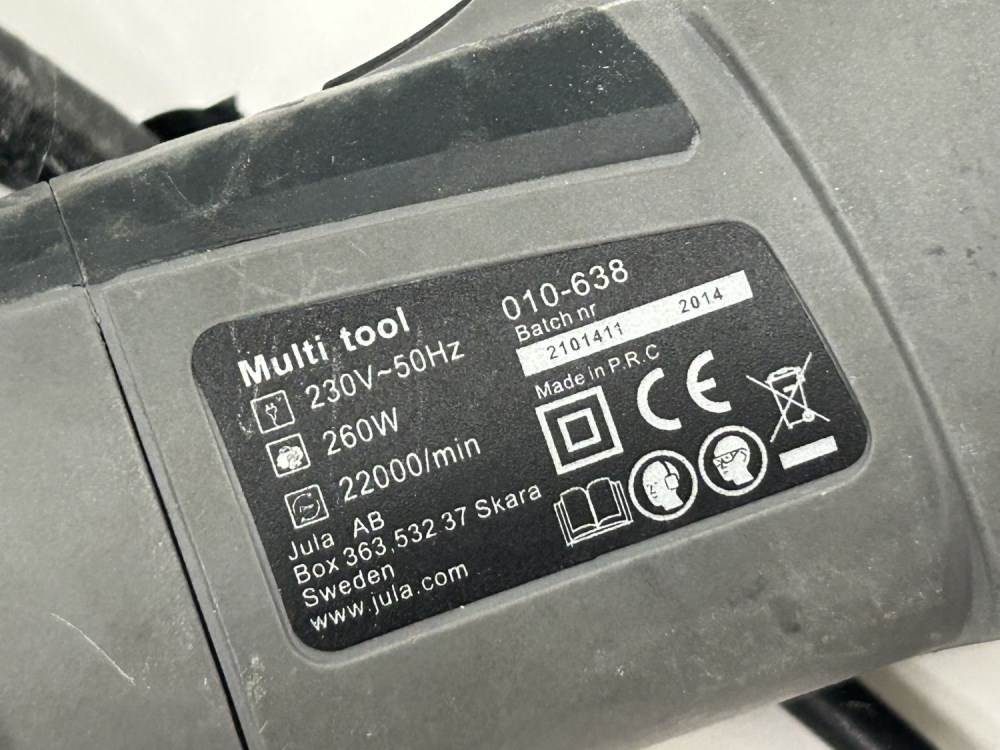 Multi tool
230V~50Hz
260W
22000/min
Jula AB
Box 363,532 37 Skara
Sweden
www.jula.com
010-638
Batch nr
2101411 2014
Made in P.R.C
CE